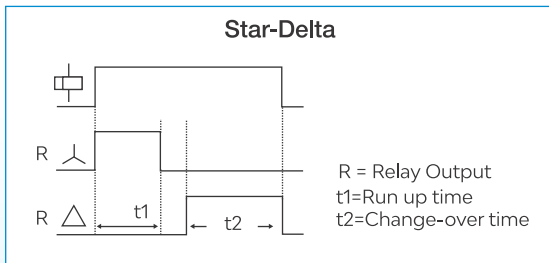 Star-Delta
R
R = Relay Output
t1=Run up time
R
t1
t2
t2=Change-over time